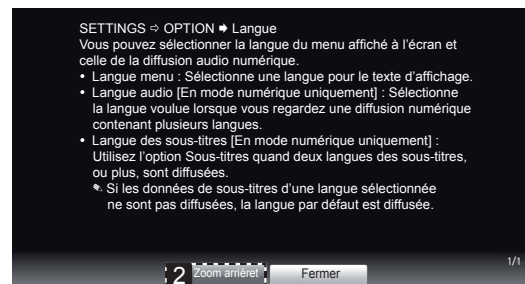 SETTINGS ⇨ OPTION ➧ Langue
Vous pouvez sélectionner la langue du menu affiché à l'écran et
celle de la diffusion audio numérique.
• Langue menu : Sélectionne une langue pour le texte d'affichage.
• Langue audio [En mode numérique uniquement] : Sélectionne
la langue voulue lorsque vous regardez une diffusion numérique
contenant plusieurs langues.
• Langue des sous-titres [En mode numérique uniquement] :
Utilisez l'option Sous-titres quand deux langues des sous-titres,
ou plus, sont diffusées.
✎ Si les données de sous-titres d'une langue sélectionnée
ne sont pas diffusées, la langue par défaut est diffusée.
1/1
2 Zoom arrièret Fermer